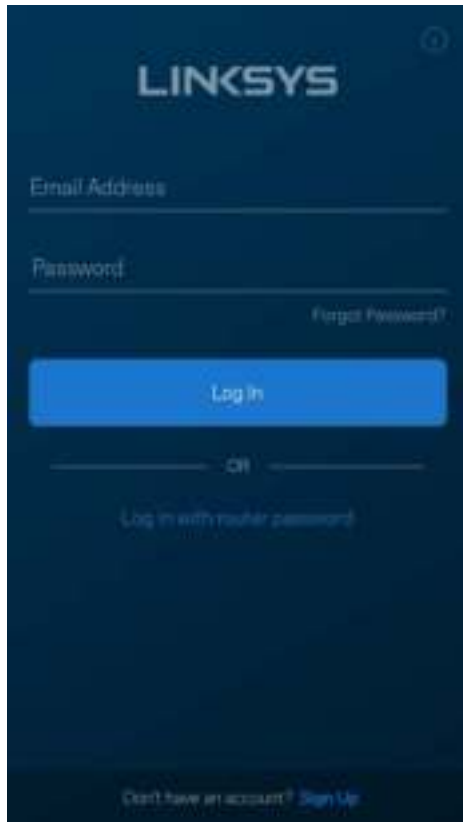 LINKSYS
Email Address
Password
Forgot Password?
Log In
OR
Log in with router password
Don't have an account? Sign Up